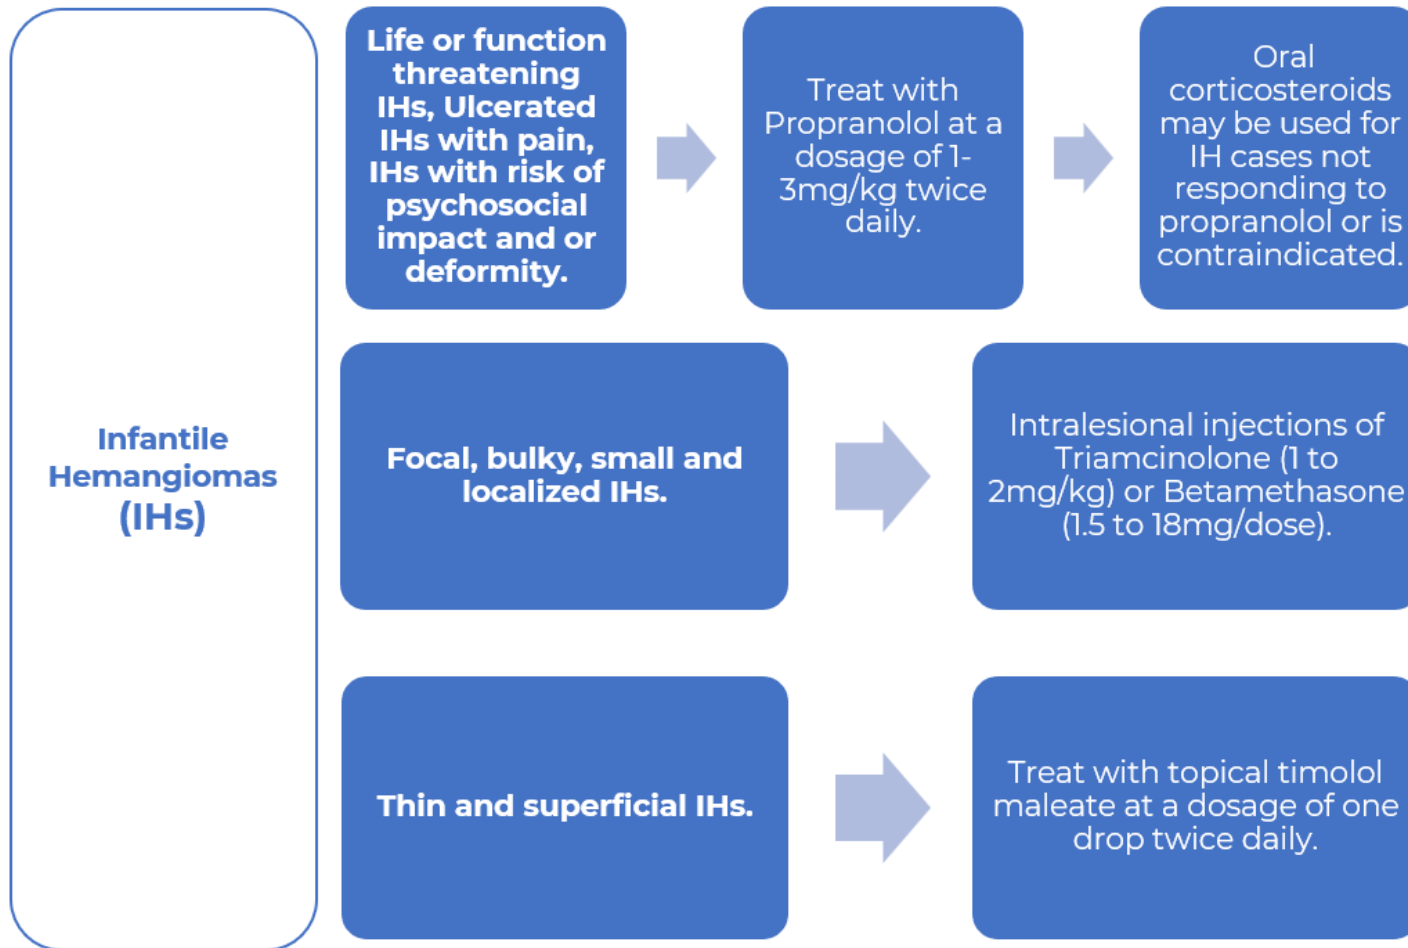 Infantile
Hemangiomas
(IHs)
Life or function
threatening
IHs, Ulcerated
IHs with pain,
IHs with risk of
psychosocial
impact and or
deformity.
Treat with
Propranolol at a
dosage of 1-
3mg/kg twice
daily.
Oral
corticosteroids
may be used for
IH cases not
responding to
propranolol or is
contraindicated.
Focal, bulky, small and
localized IHs.
Intralesional injections of
Triamcinolone (1 to
2mg/kg) or Betamethasone
(1.5 to 18mg/dose).
Thin and superficial IHs.
Treat with topical timolol
maleate at a dosage of one
drop twice daily.